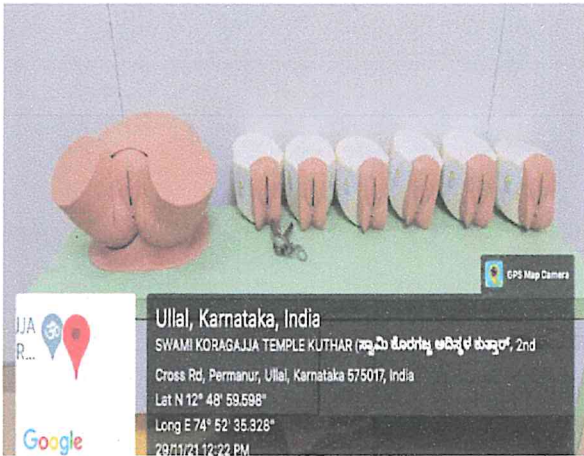 GPS Map Camera
JJA
R...
Ullal, Karnataka, India
SWAMI KORAGAJJA TEMPLE KUTHAR (ಸ್ವಾಮಿ ಕೊರಗಜ್ಜ ಆದಿಸ್ಥಳ ಕುತ್ತಾರ್, 2nd
Cross Rd, Permanur, Ullal, Karnataka 575017, India
Lat N 12° 48' 59.598"
Long E 74° 52' 35.328"
29/11/21 12:22 PM
Google